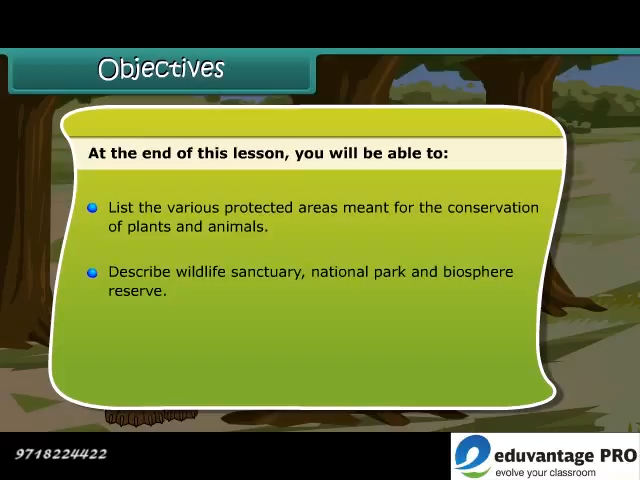 Objectives
At the end of this lesson, you will be able to:
List the various protected areas meant for the conservation
of plants and animals.
Describe wildlife sanctuary, national park and biosphere
reserve.
9718224422
eduvantage PRO
evolve your classroom